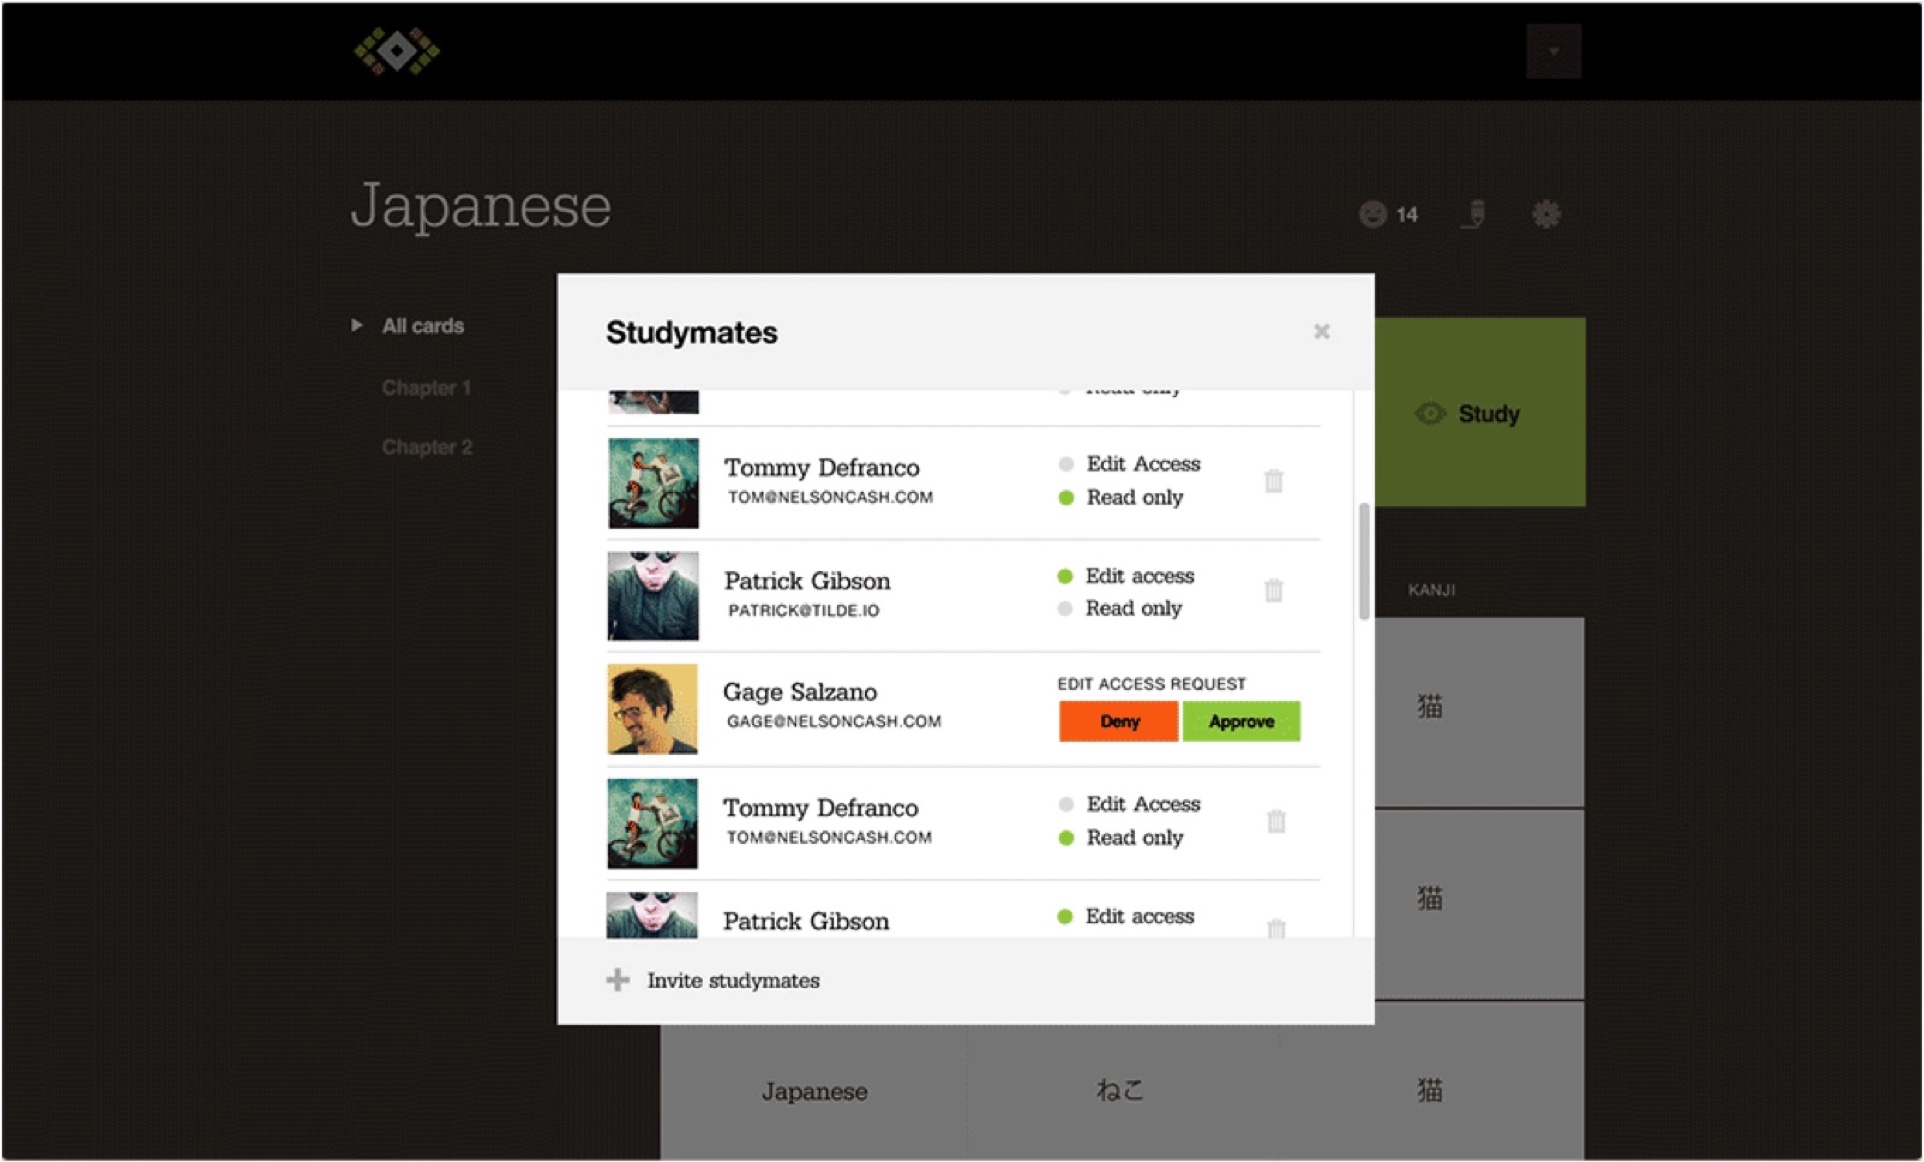 Japanese
14
All cards
Chapter 1
Chapter 2
Studymates
Study
Read only
Tommy Defranco
TOM@NELSONCASH.COM
Edit Access
Read only
Patrick Gibson
PATRICK@TILDE.IO
Edit access
Read only
KANJI
Gage Salzano
GAGE@NELSONCASH.COM
EDIT ACCESS REQUEST
Deny
Approve
猫
Tommy Defranco
TOM@NELSONCASH.COM
Edit Access
Read only
猫
Patrick Gibson
Edit access
Invite studymates
Japanese
ねこ
猫